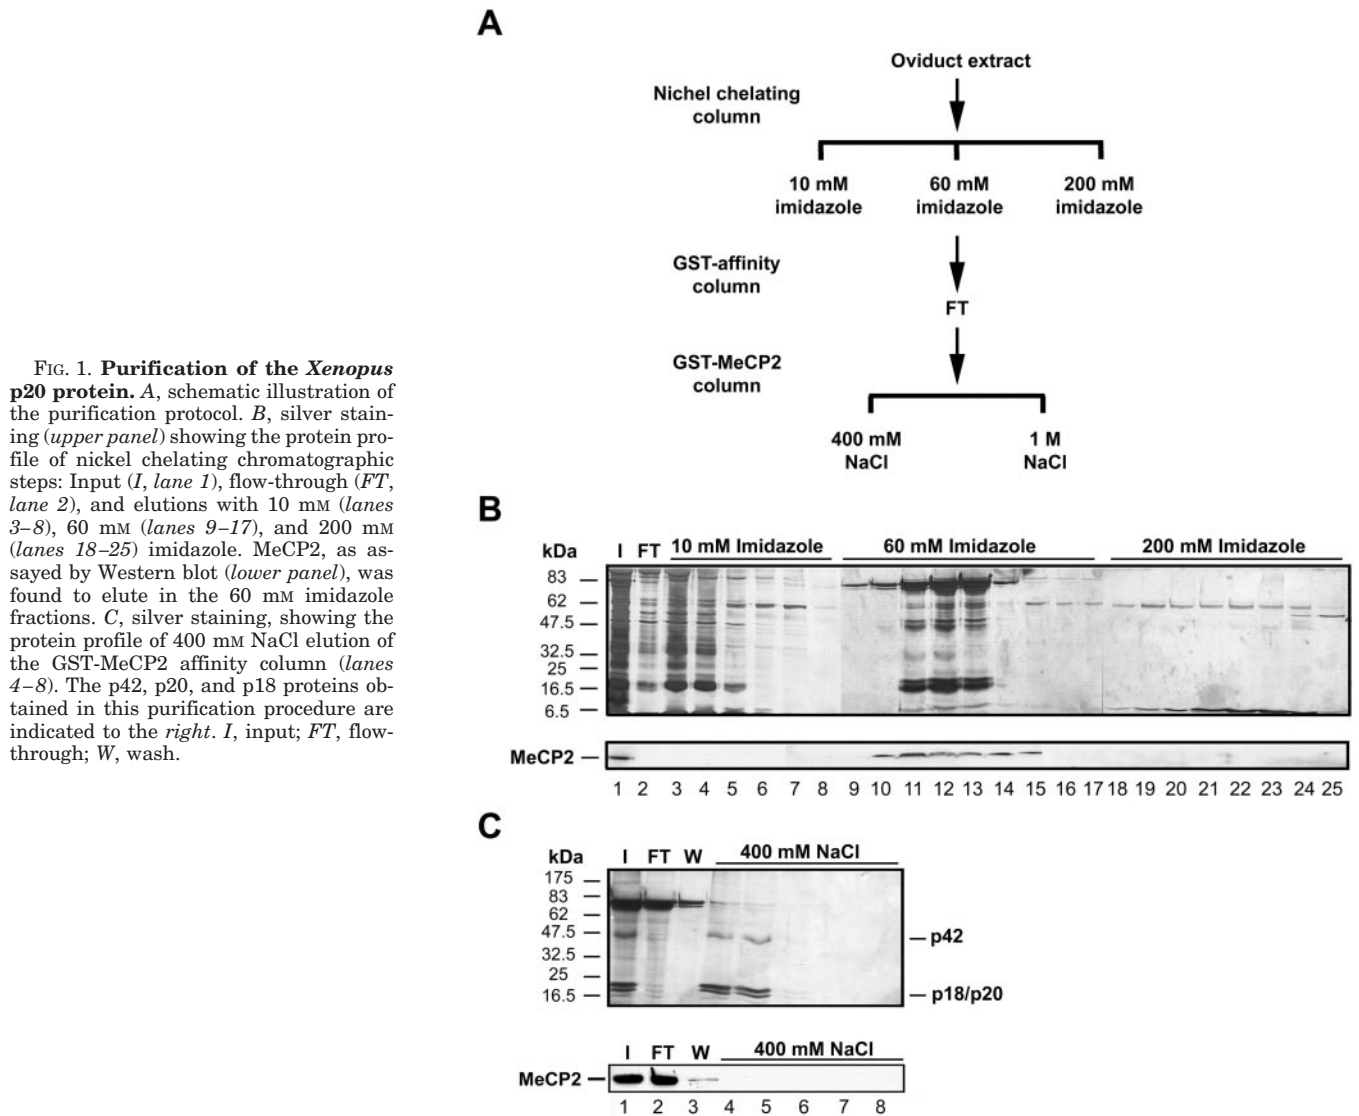 FIG. 1. Purification of the Xenopus
p20 protein. A, schematic illustration of
the purification protocol. B, silver stain-
ing (upper panel) showing the protein pro-
file of nickel chelating chromatographic
steps: Input (I, lane 1), flow-through (FT,
lane 2), and elutions with 10 mM (lanes
3–8), 60 mM (lanes 9–17), and 200 mM
(lanes 18–25) imidazole. MeCP2, as as-
sayed by Western blot (lower panel), was
found to elute in the 60 mM imidazole
fractions. C, silver staining, showing the
protein profile of 400 mM NaCl elution of
the GST-MeCP2 affinity column (lanes
4–8). The p42, p20, and p18 proteins ob-
tained in this purification procedure are
indicated to the right. I, input; FT, flow-
through; W, wash.
A
Oviduct extract
Nichel chelating
column
10 mM
imidazole
60 mM
imidazole
200 mM
imidazole
GST-affinity
column
FT
GST-MeCP2
column
400 mM
NaCl
1 M
NaCl
B
kDa I FT 10 mM Imidazole 60 mM Imidazole 200 mM Imidazole
83
62
47.5
32.5
25
16.5
6.5
MeCP2
1 2 3 4 5 6 7 8 9 10 11 12 13 14 15 16 17 18 19 20 21 22 23 24 25
C
kDa I FT W 400 mM NaCl
175
83
62
47.5
32.5
25
16.5
p42
p18/p20
I FT W 400 mM NaCl
MeCP2
1 2 3 4 5 6 7 8